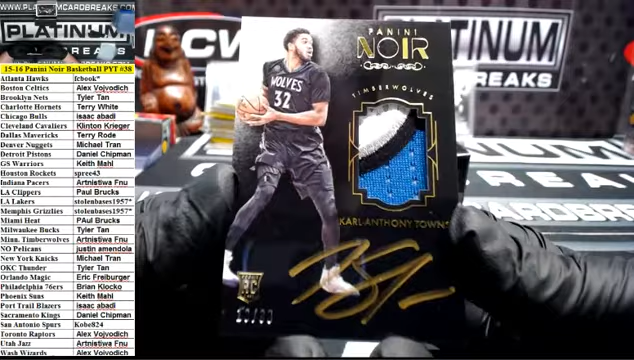 WWW.PLATINUMCARDBREAKS.COM
PLATINUM
BREAKS
15-16 Panini Noir Basketball PYT #38
Atlanta Hawks fcbook*
Boston Celtics Alex Vojvodich
Brooklyn Nets Tyler Tan
Charlotte Hornets Terry White
Chicago Bulls isaac abadi
Cleveland Cavaliers Klinton Krieger
Dallas Mavericks Terry Rode
Denver Nuggets Michael Tran
Detroit Pistons Daniel Chipman
GS Warriors Keith Mahl
Houston Rockets spree43
Indiana Pacers Artnistiwa Fnu
LA Clippers Paul Brucks
LA Lakers stolenbases1957*
Memphis Grizzlies stolenbases1957*
Miami Heat PAul Brucks
Milwaukee Bucks Tyler Tan
Minn. Timberwolves Artnistiwa Fnu
NO Pelicans justin amendola
New York Knicks Michael Tran
OKC Thunder Tyler Tan
Orlando Magic Eric Freiburger
Philadelphia 76ers Brian Klocko
Phoenix Suns Keith Mahl
Port Trail Blazers isaac abadi
Sacramento Kings Daniel Chipman
San Antonio Spurs Kobe824
Toronto Raptors Alex Vojvodich
Utah Jazz Artnistiwa Fnu
Wash Wizards Alex Vojvodich
PANINI
NOIR
TIMBERWOLVES
WOLVES
32
KARL-ANTHONY TOWNS
RC
PLATINUM
BREAKS